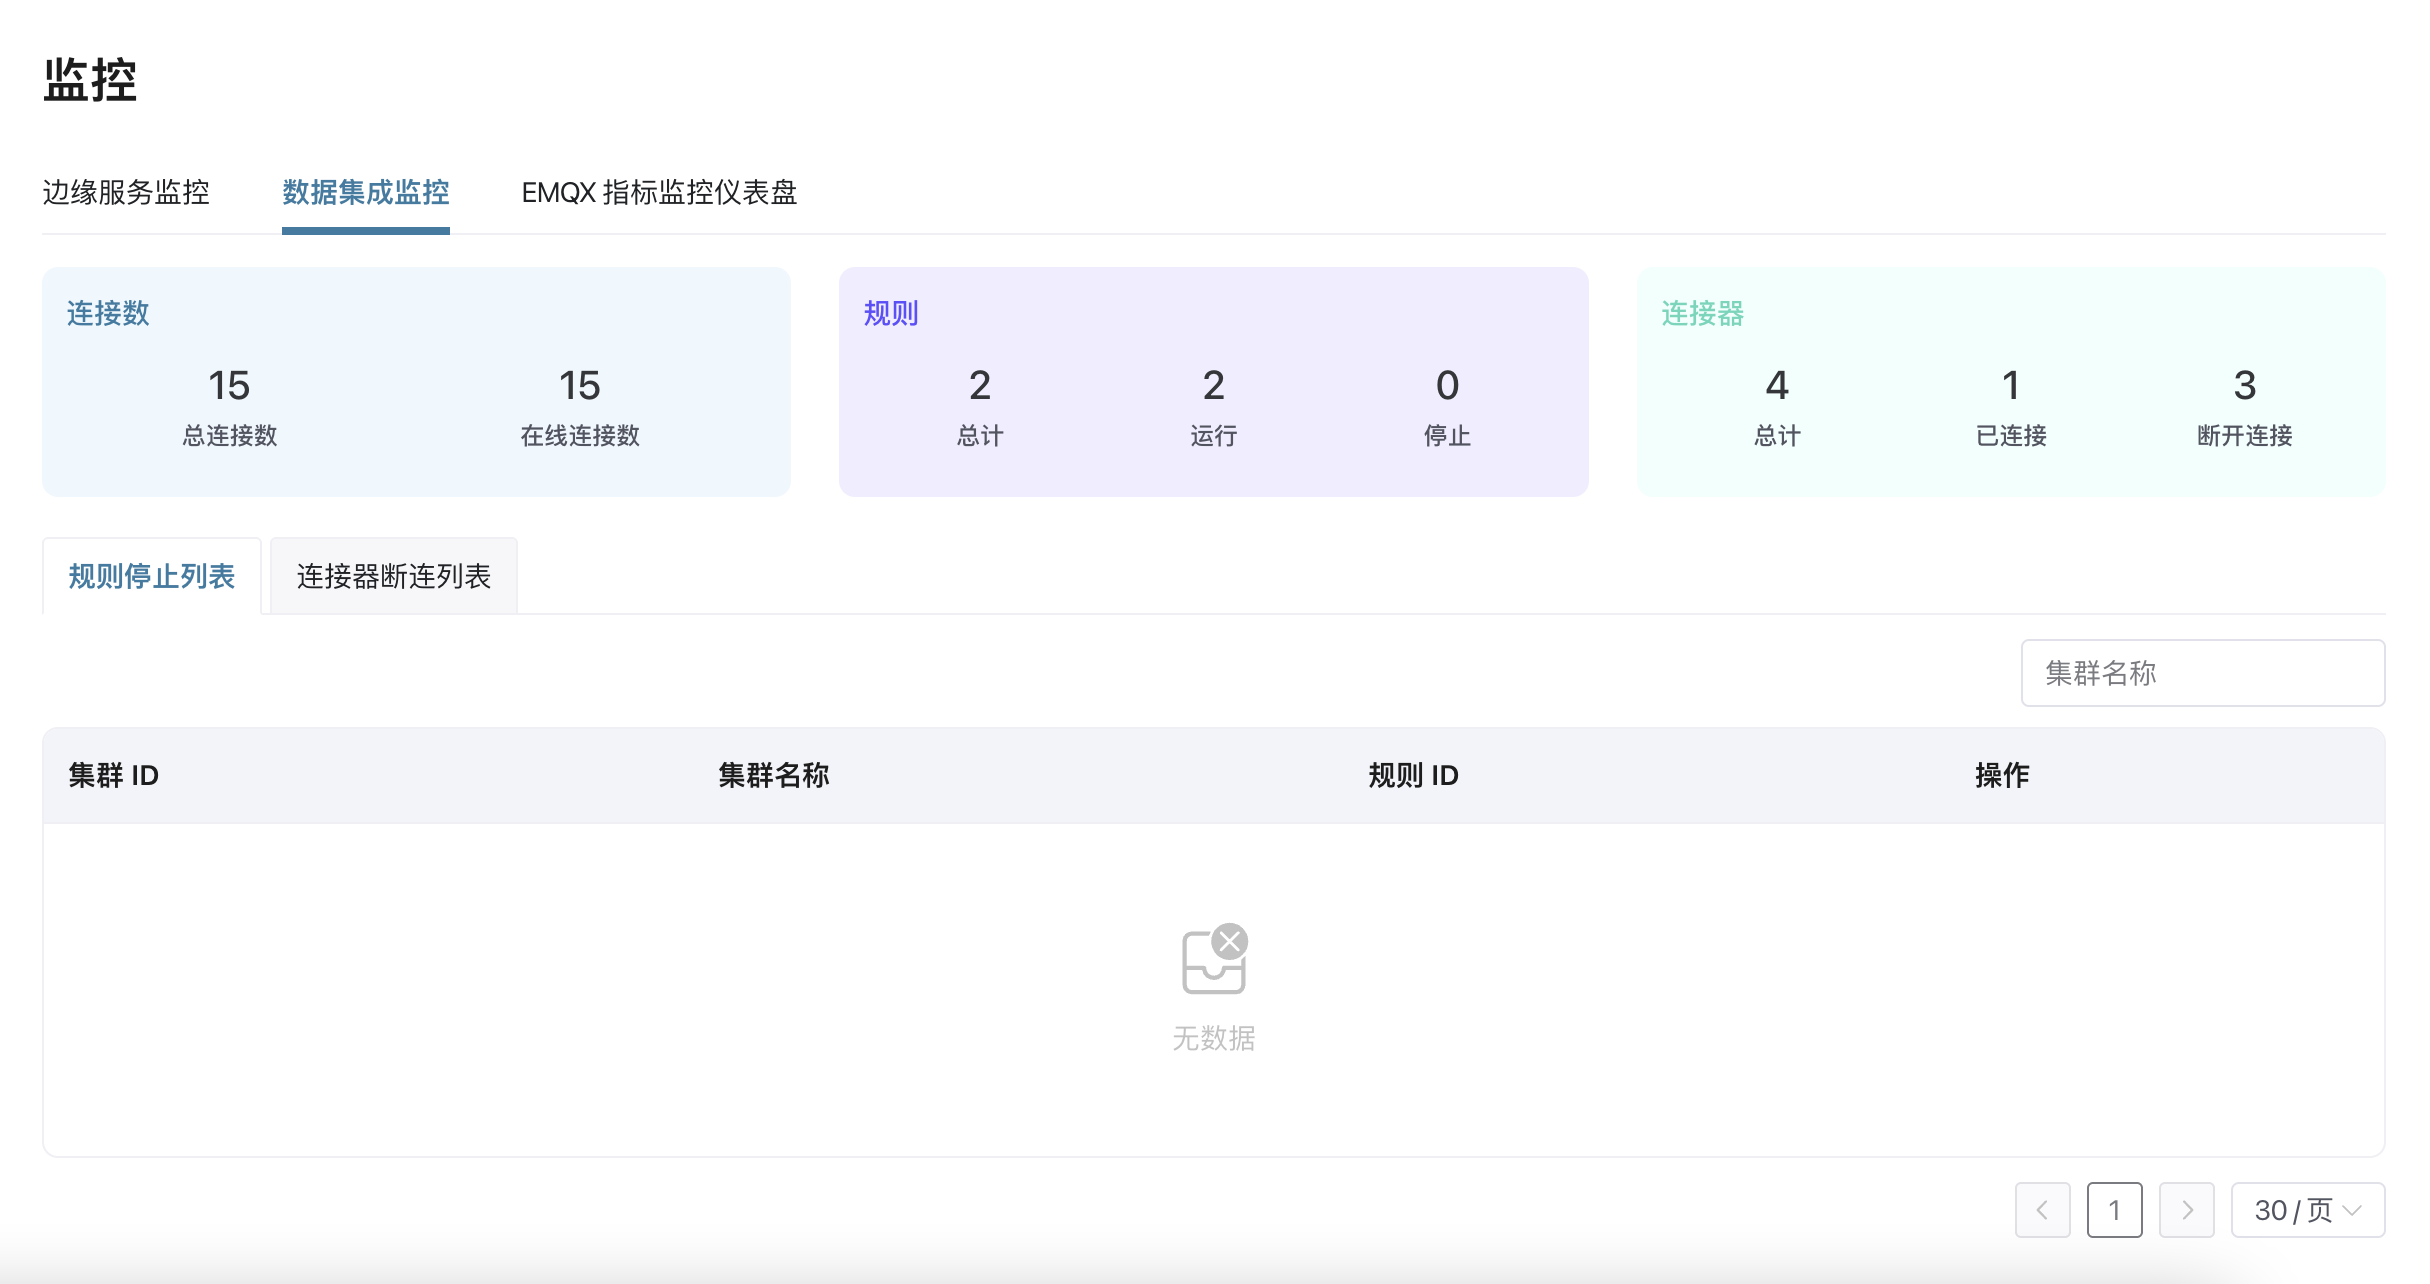 监控
边缘服务监控 数据集成监控 EMQX 指标监控仪表盘
连接数 规则 连接器
15 15 2 2 0 4 1 3
总连接数 在线连接数 总计 运行 停止 总计 已连接 断开连接
规则停止列表 连接器断连列表
集群名称
集群 ID 集群名称 规则 ID 操作
无数据
1 30 / 页